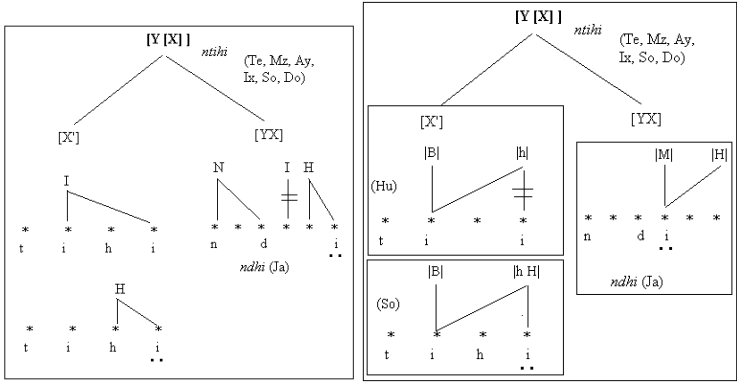 [Y [X] ]
ntihi
(Te, Mz, Ay,
Ix, So, Do)
[X'] [YX]
I N I H
* * * * * * * * * *
t i h i n d i
..
ndhi (Ja)
H
* * * *
t i h i
..
[Y [X] ]
ntihi
(Te, Mz, Ay,
Ix, So, Do)
[X'] [YX]
|B| |h|
(Hu)
* * * *
t i i
|B| |h H|
(So)
* * * *
t i h i
..
|M| |H|
* * * * * *
n d i
..
ndhi (Ja)